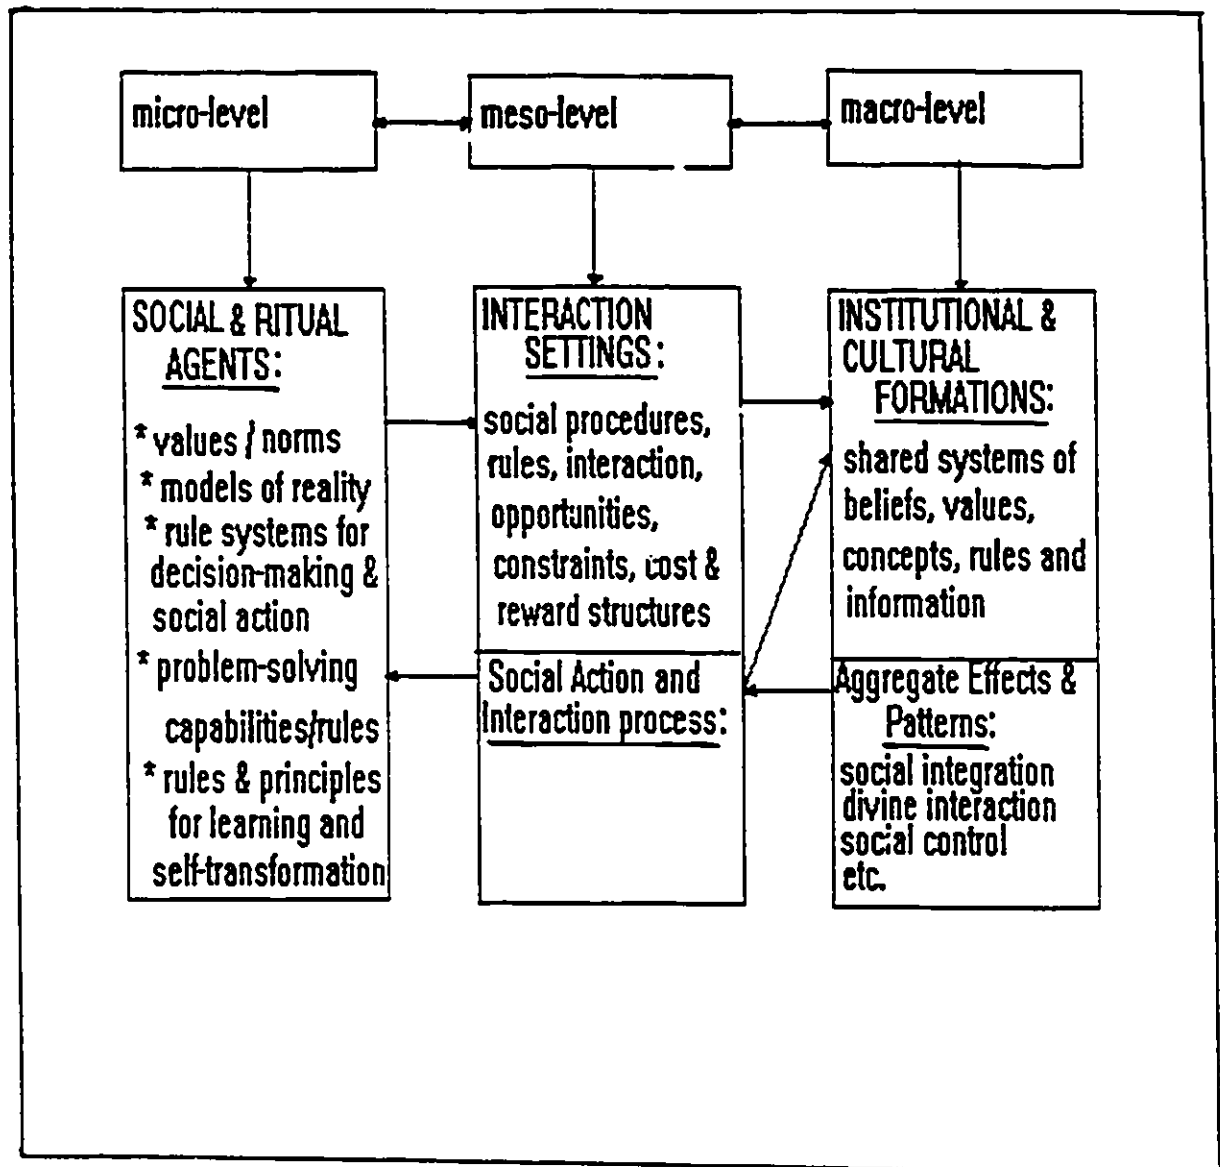 micro-level
meso-level
macro-level
SOCIAL & RITUAL
AGENTS:
* values / norms
* models of reality
* rule systems for
decision-making &
social action
* problem-solving
capabilities/rules
* rules & principles
for learning and
self-transformation
INTERACTION
SETTINGS:
social procedures,
rules, interaction,
opportunities,
constraints, cost &
reward structures
Social Action and
Interaction process:
INSTITUTIONAL &
CULTURAL
FORMATIONS:
shared systems of
beliefs, values,
concepts, rules and
information
Aggregate Effects &
Patterns:
social integration
divine interaction
social control
etc.